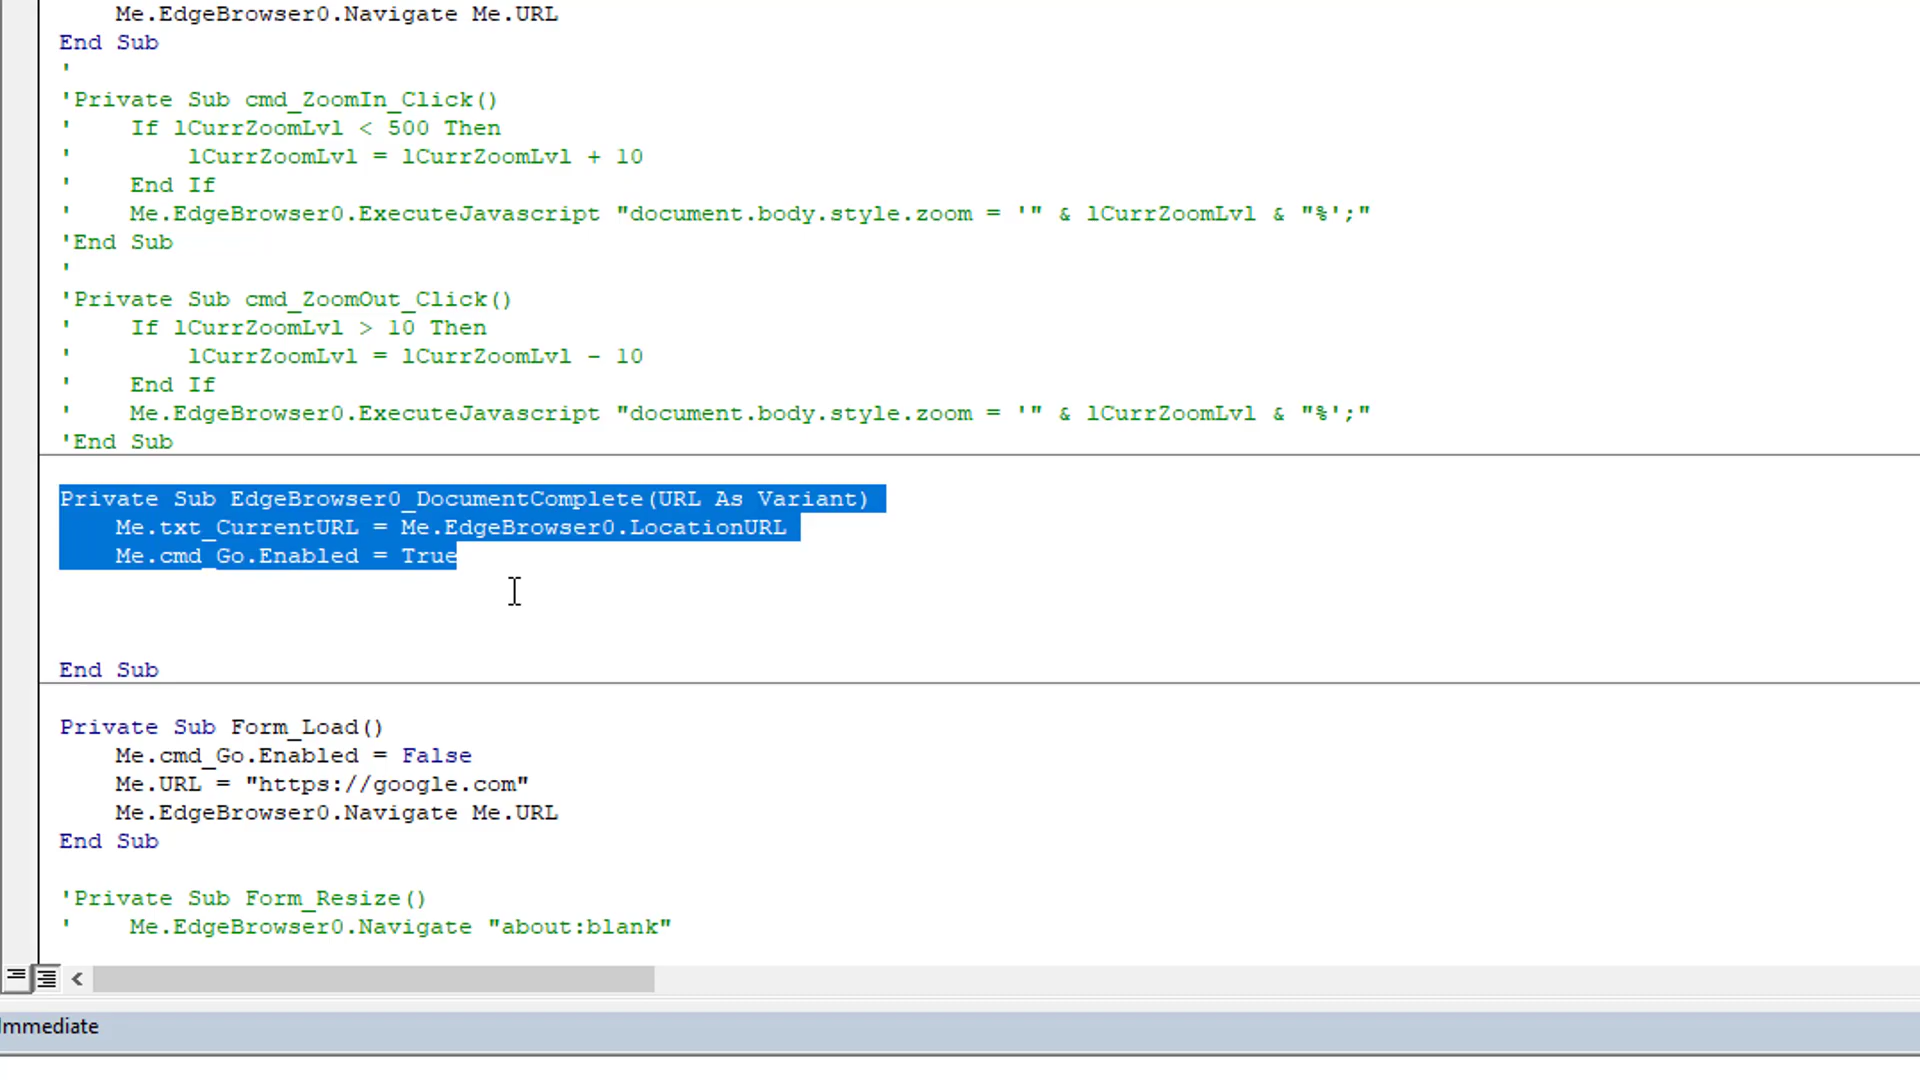 Me.EdgeBrowser0.Navigate Me.URL
End Sub
'
'Private Sub cmd_ZoomIn_Click()
'    If lCurrZoomLvl < 500 Then
'        lCurrZoomLvl = lCurrZoomLvl + 10
'    End If
'    Me.EdgeBrowser0.ExecuteJavascript "document.body.style.zoom = '" & lCurrZoomLvl & "%';"
'End Sub
'
'Private Sub cmd_ZoomOut_Click()
'    If lCurrZoomLvl > 10 Then
'        lCurrZoomLvl = lCurrZoomLvl - 10
'    End If
'    Me.EdgeBrowser0.ExecuteJavascript "document.body.style.zoom = '" & lCurrZoomLvl & "%';"
'End Sub
Private Sub EdgeBrowser0_DocumentComplete(URL As Variant)
    Me.txt_CurrentURL = Me.EdgeBrowser0.LocationURL
    Me.cmd_Go.Enabled = True
End Sub
Private Sub Form_Load()
    Me.cmd_Go.Enabled = False
    Me.URL = "https://google.com"
    Me.EdgeBrowser0.Navigate Me.URL
End Sub
'Private Sub Form_Resize()
'    Me.EdgeBrowser0.Navigate "about:blank"
Immediate